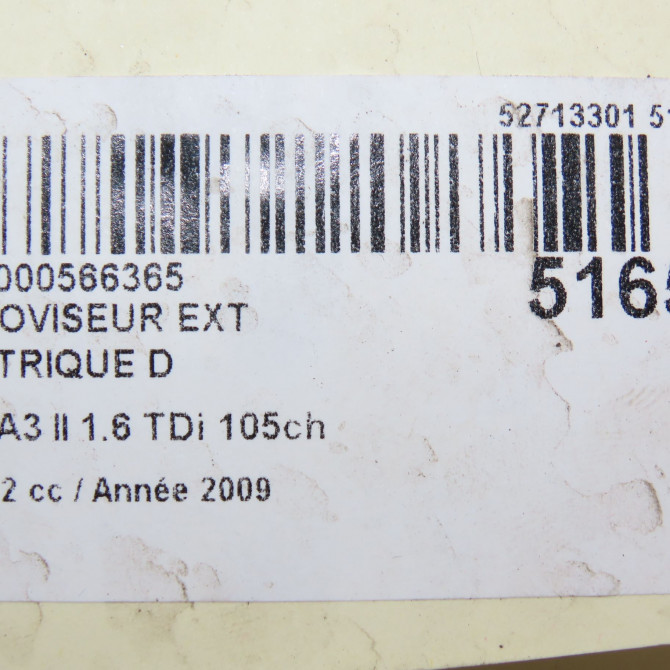 52713301 51
000566365
5165
OVISEUR EXT
TRIQUE D
A3 II 1.6 TDi 105ch
2 cc / Année 2009